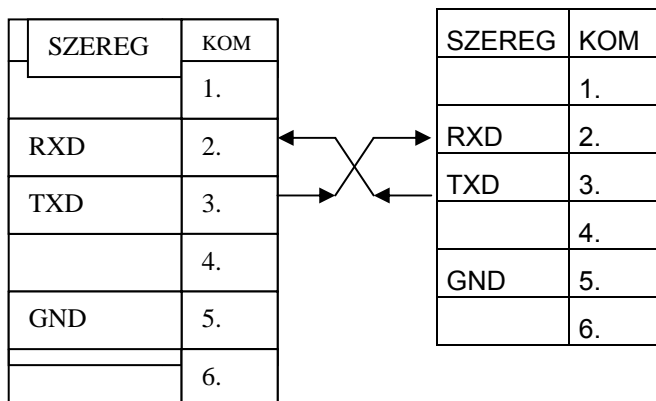 SZEREG KOM
1.
RXD 2.
TXD 3.
4.
GND 5.
6.
SZEREG KOM
1.
RXD 2.
TXD 3.
4.
GND 5.
6.